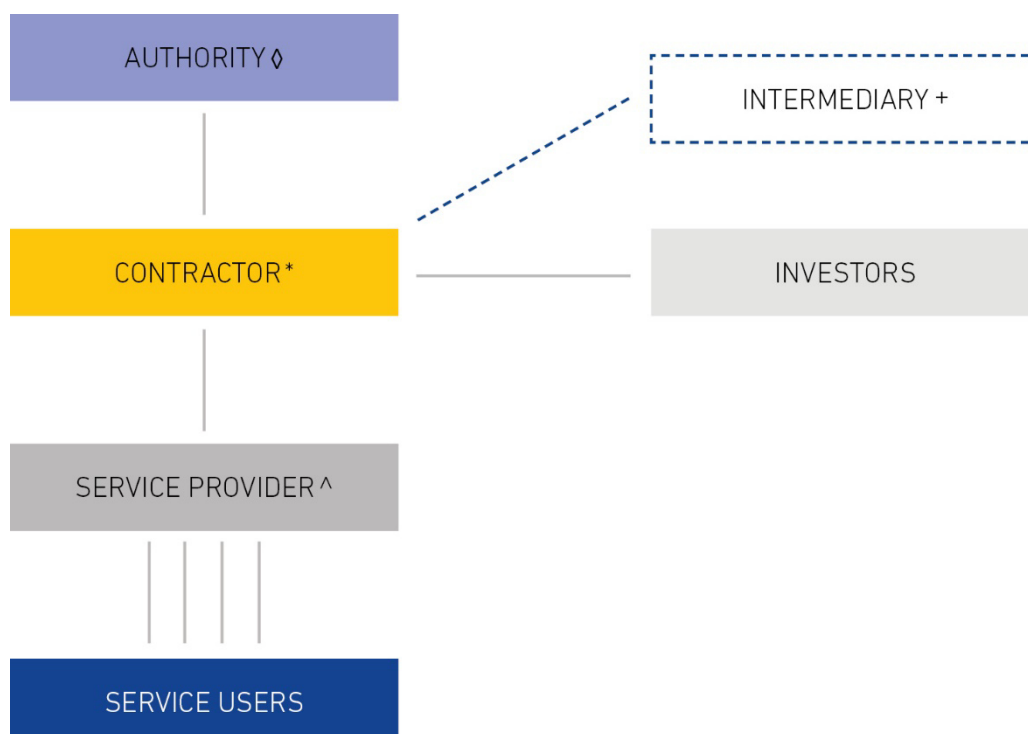 AUTHORITY ◊
INTERMEDIARY +
CONTRACTOR *
INVESTORS
SERVICE PROVIDER ^
SERVICE USERS